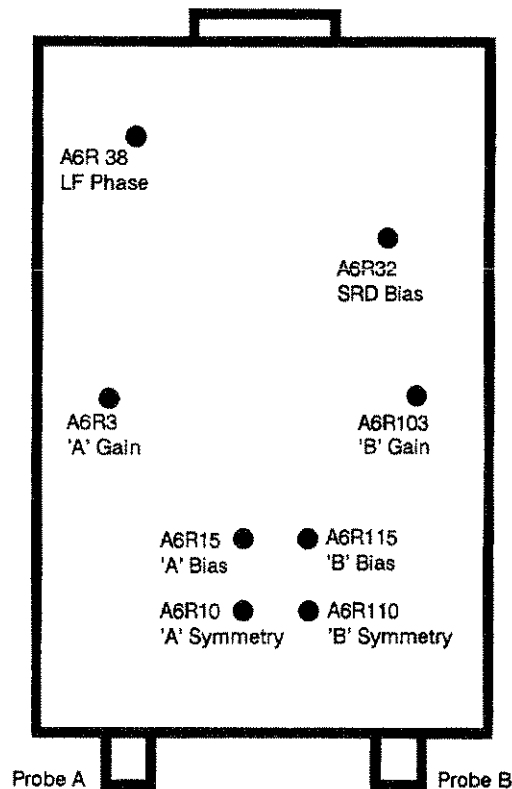 A6R 38
LF Phase
A6R32
SRD Bias
A6R3
'A' Gain
A6R103
'B' Gain
A6R15
'A' Bias
A6R115
'B' Bias
A6R10
'A' Symmetry
A6R110
'B' Symmetry
Probe A
Probe B